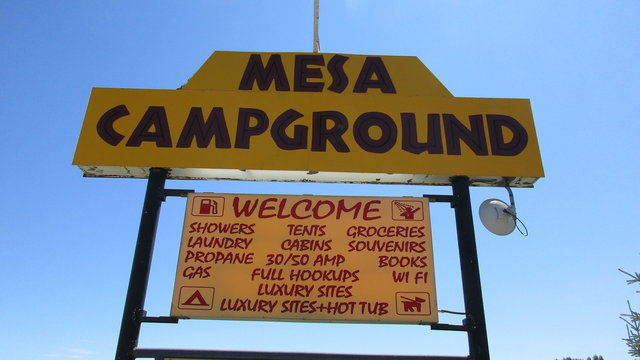 MESA
CAMPGROUND
WELCOME
SHOWERS TENTS GROCERIES
LAUNDRY CABINS SOUVENIRS
PROPANE 30/50 AMP BOOKS
GAS FULL HOOKUPS WI FI
LUXURY SITES
LUXURY SITES+HOT TUB